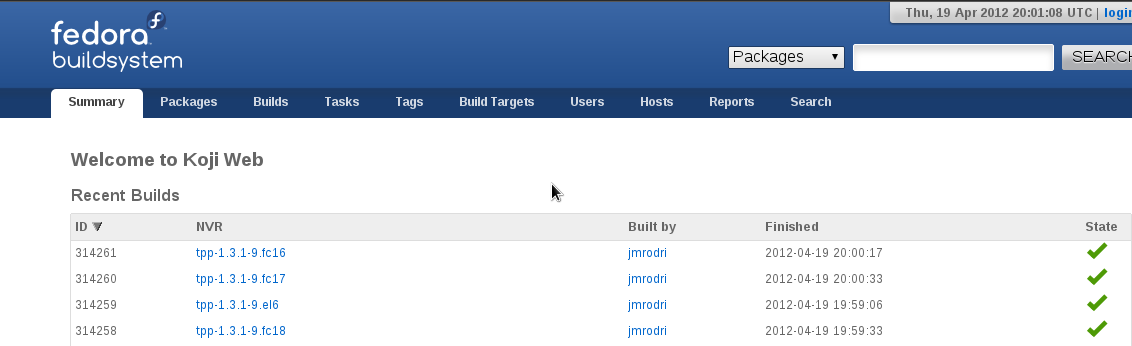 Thu, 19 Apr 2012 20:01:08 UTC | login
fedora
buildsystem
Packages SEARCH
Summary Packages Builds Tasks Tags Build Targets Users Hosts Reports Search
Welcome to Koji Web
Recent Builds
ID NVR Built by Finished State
314261 tpp-1.3.1-9.fc16 jmrodri 2012-04-19 20:00:17
314260 tpp-1.3.1-9.fc17 jmrodri 2012-04-19 20:00:33
314259 tpp-1.3.1-9.el6 jmrodri 2012-04-19 19:59:06
314258 tpp-1.3.1-9.fc18 jmrodri 2012-04-19 19:59:33